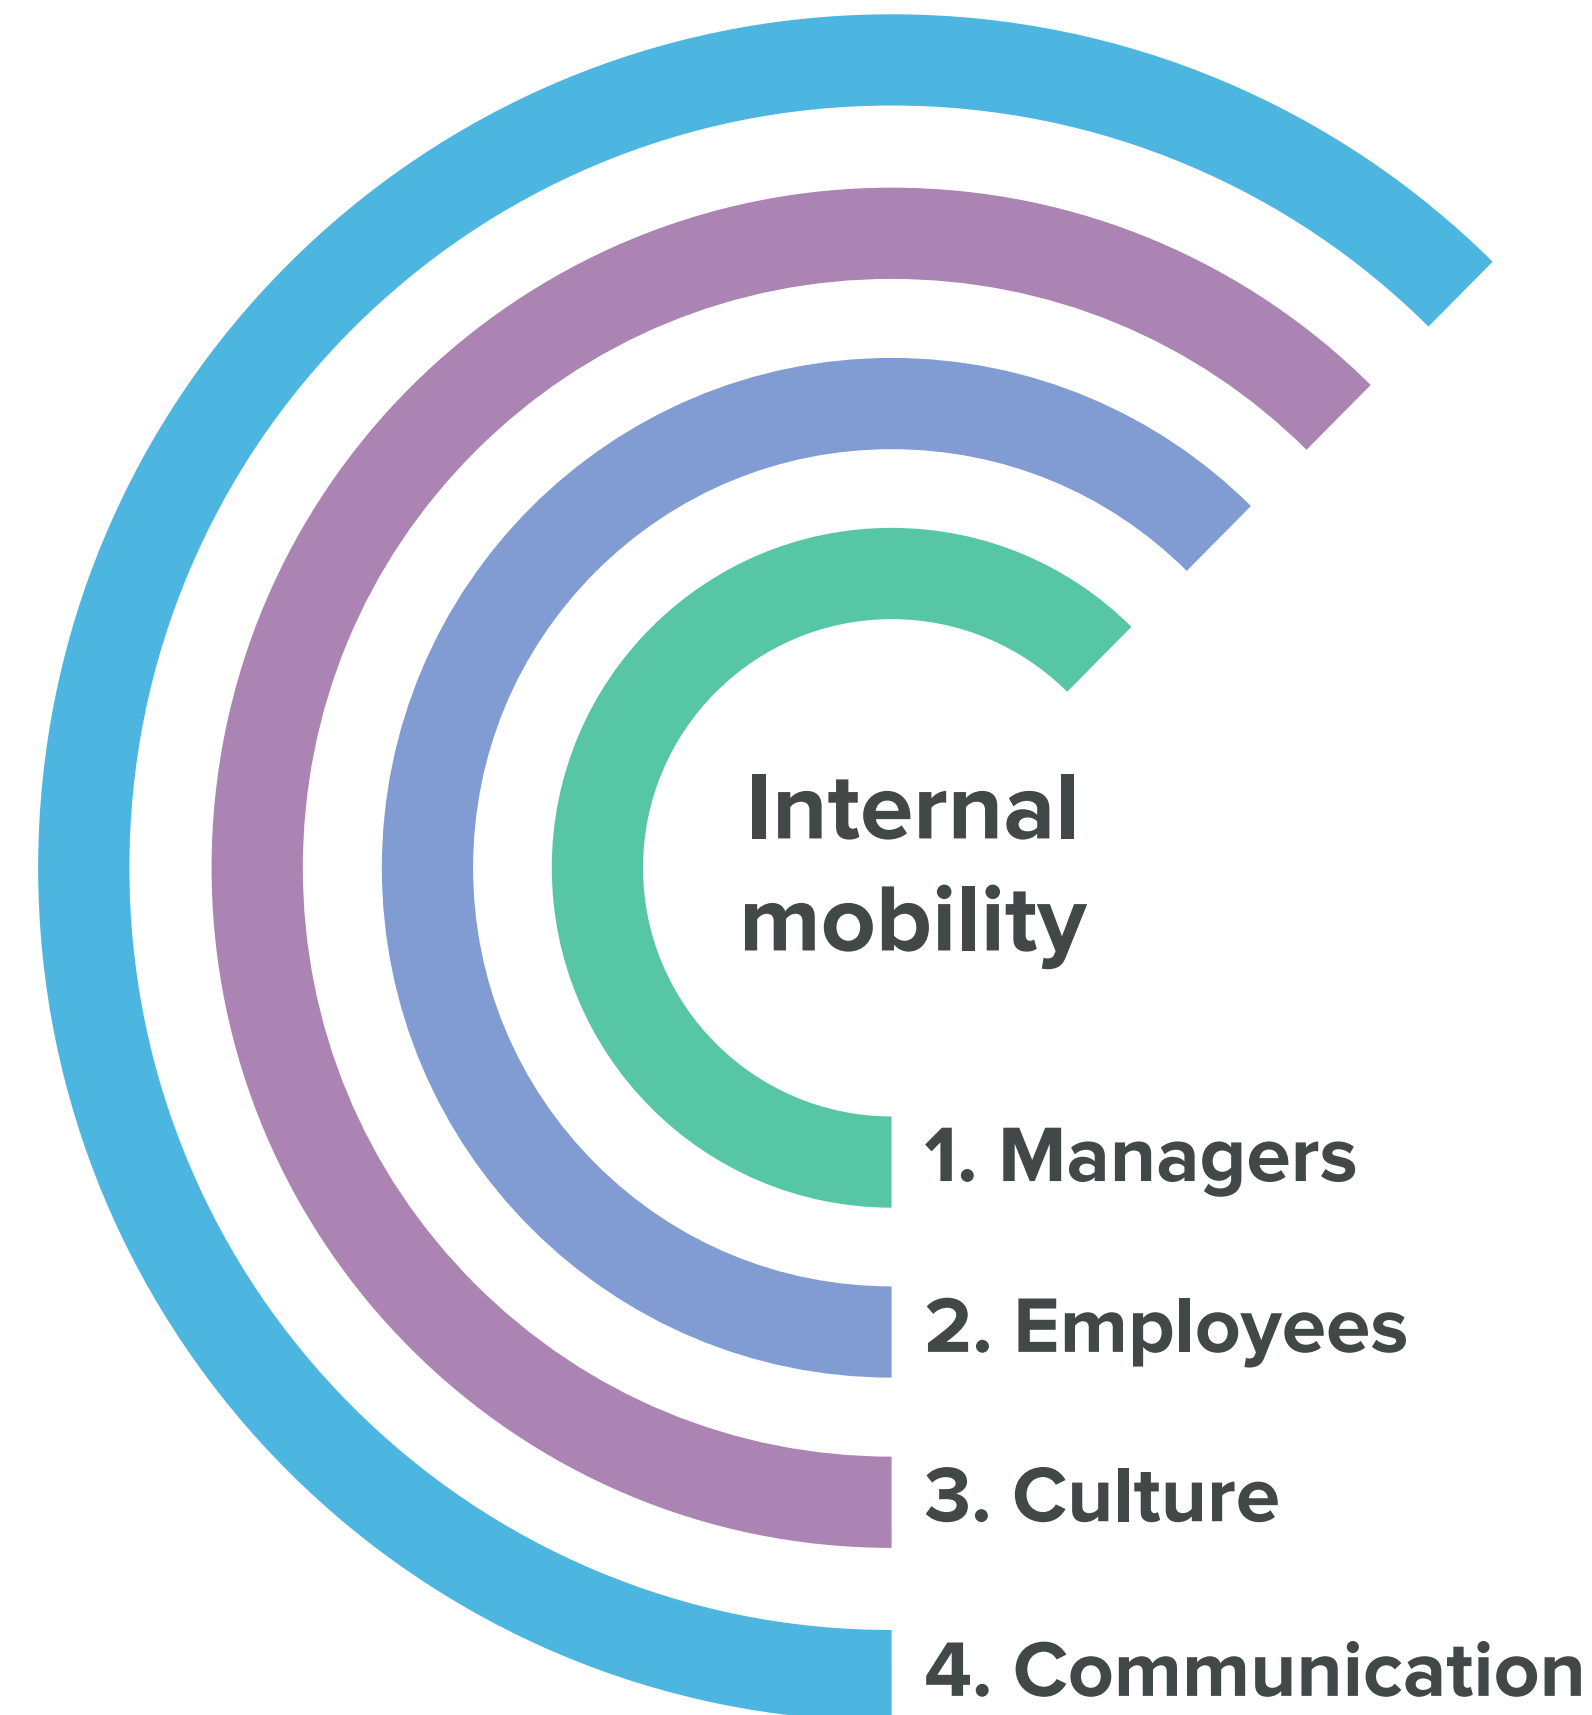 Internal
mobility
1. Managers
2. Employees
3. Culture
4. Communication